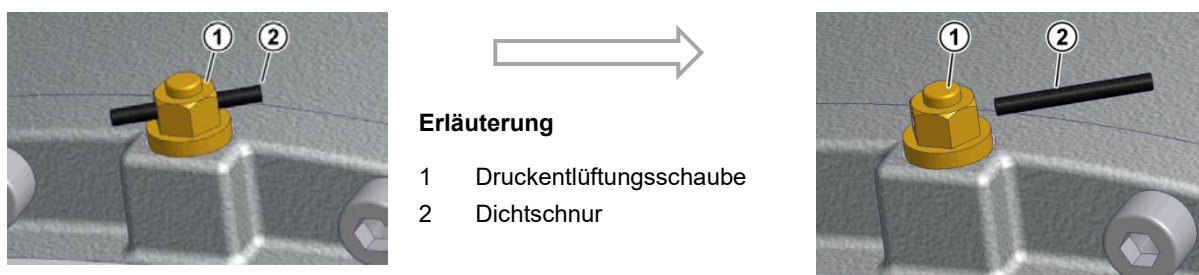 1 2
Erläuterung
1 Druckentlüftungsschaube
2 Dichtschnur
1 2